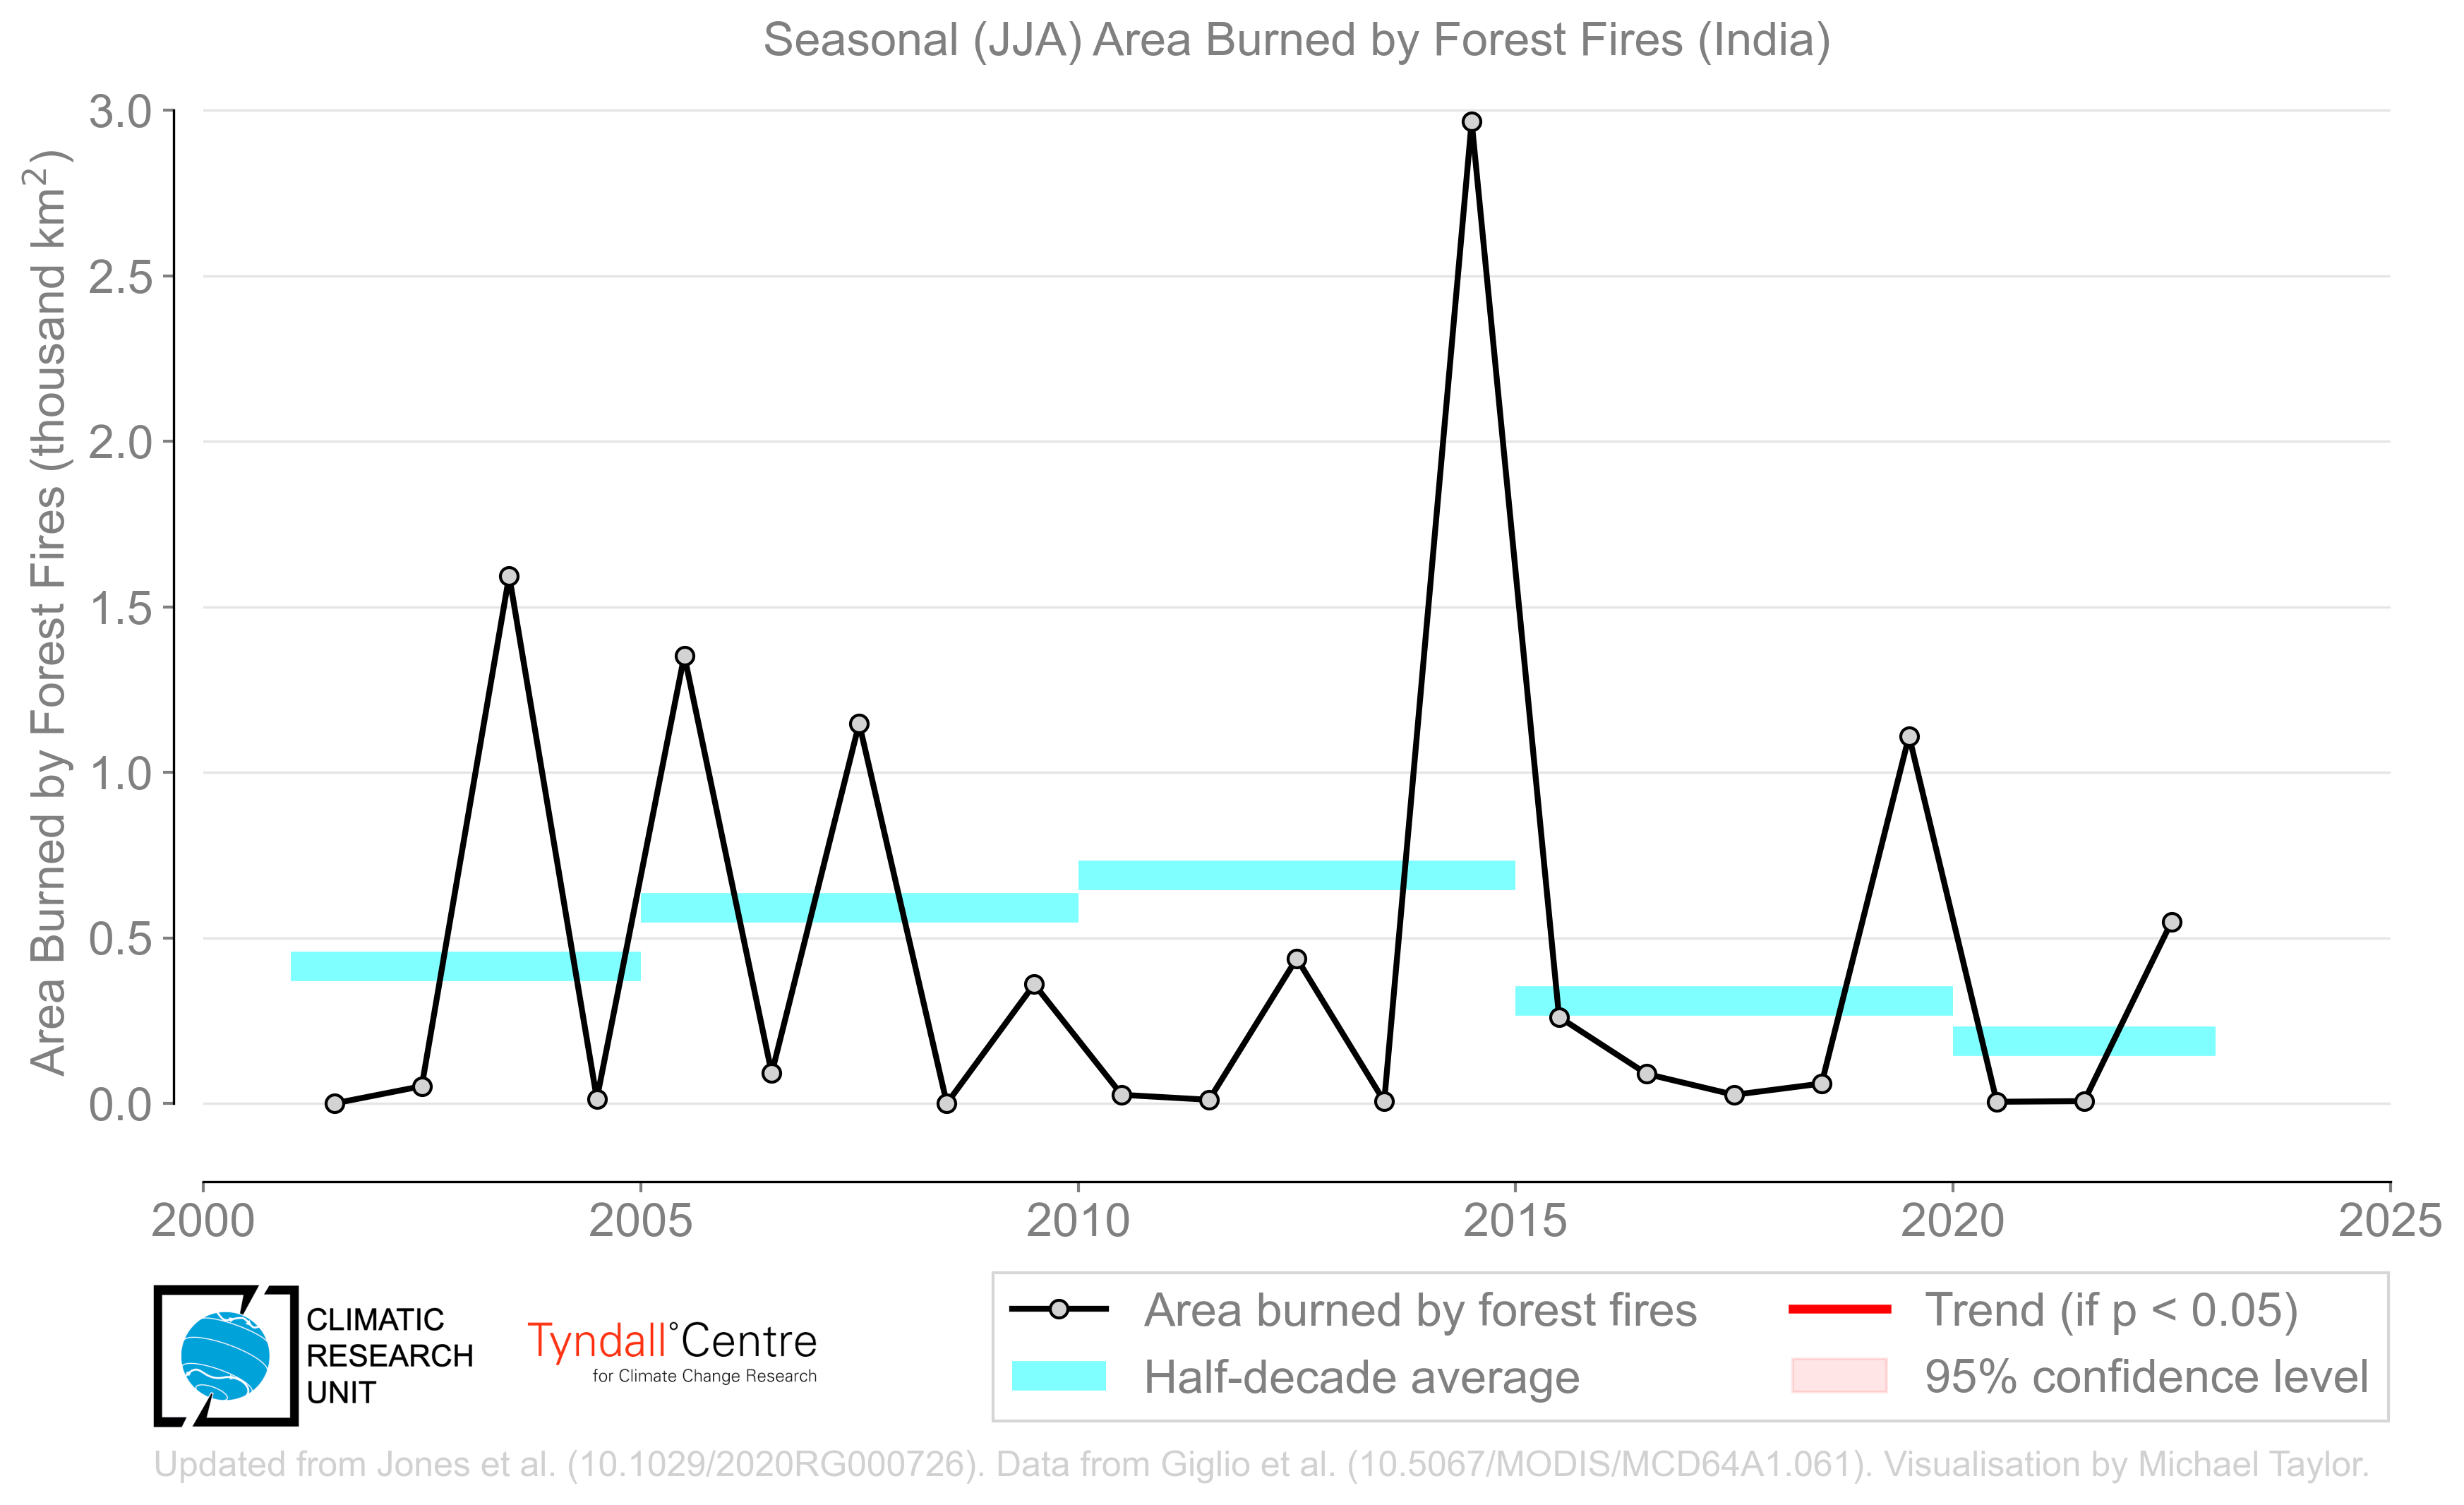 Seasonal (JJA) Area Burned by Forest Fires (India)
Area Burned by Forest Fires (thousand km²)
3.0
2.5
2.0
1.5
1.0
0.5
0.0
2000 2005 2010 2015 2020 2025
Area burned by forest fires
Trend (if p < 0.05)
Half-decade average
95% confidence level
CLIMATIC
RESEARCH
UNIT
Tyndall°Centre
for Climate Change Research
Updated from Jones et al. (10.1029/2020RG000726). Data from Giglio et al. (10.5067/MODIS/MCD64A1.061). Visualisation by Michael Taylor.